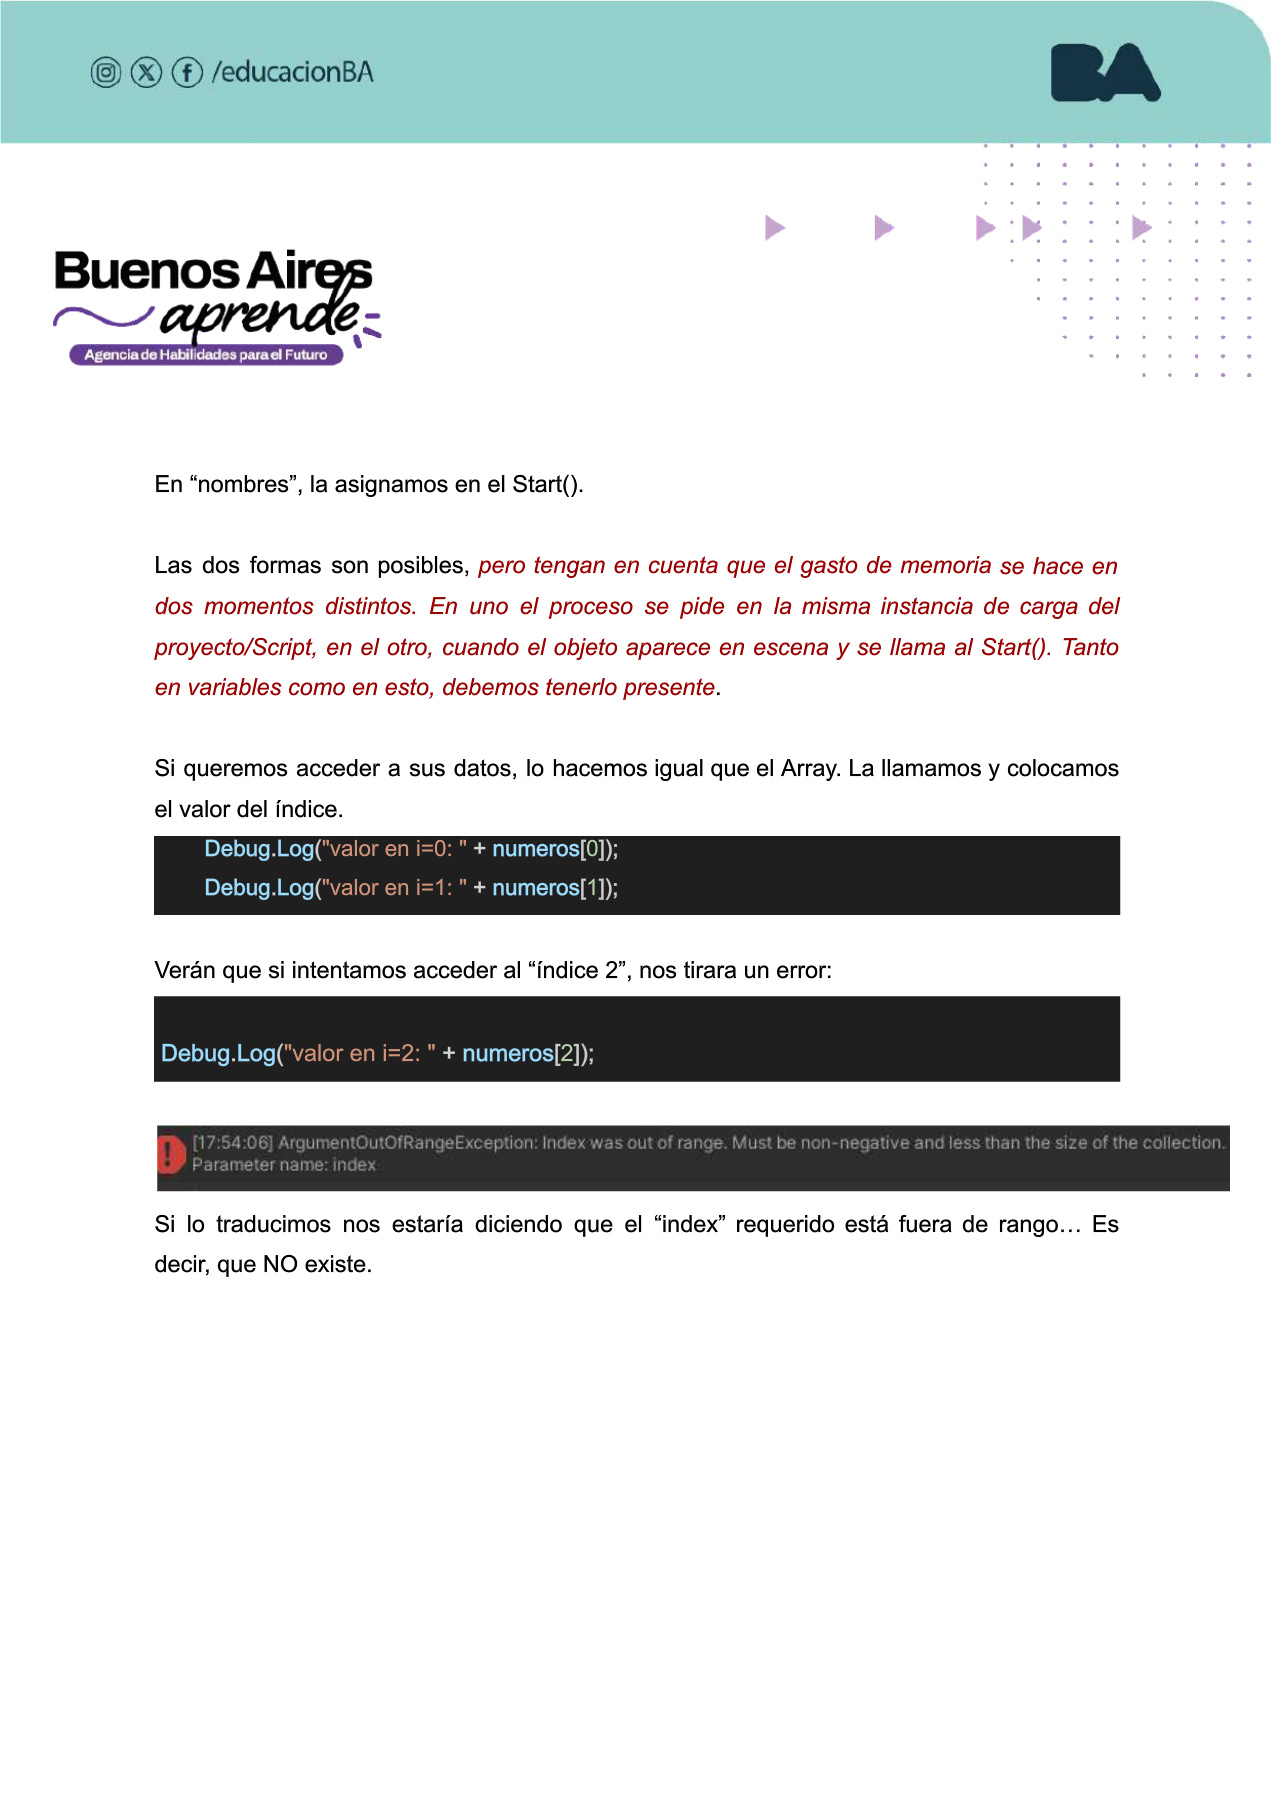 /educacionBA
BA
Buenos Aires
aprende
Agencia de Habilidades para el Futuro
En “nombres”, la asignamos en el Start().
Las dos formas son posibles, pero tengan en cuenta que el gasto de memoria se hace en
dos momentos distintos. En uno el proceso se pide en la misma instancia de carga del
proyecto/Script, en el otro, cuando el objeto aparece en escena y se llama al Start(). Tanto
en variables como en esto, debemos tenerlo presente.
Si queremos acceder a sus datos, lo hacemos igual que el Array. La llamamos y colocamos
el valor del índice.
Debug.Log("valor en i=0: " + numeros[0]);
Debug.Log("valor en i=1: " + numeros[1]);
Verán que si intentamos acceder al “índice 2”, nos tirara un error:
Debug.Log("valor en i=2: " + numeros[2]);
[17:54:06] ArgumentOutOfRangeException: Index was out of range. Must be non-negative and less than the size of the collection.
Parameter name: index
Si lo traducimos nos estaría diciendo que el “index” requerido está fuera de rango… Es
decir, que NO existe.